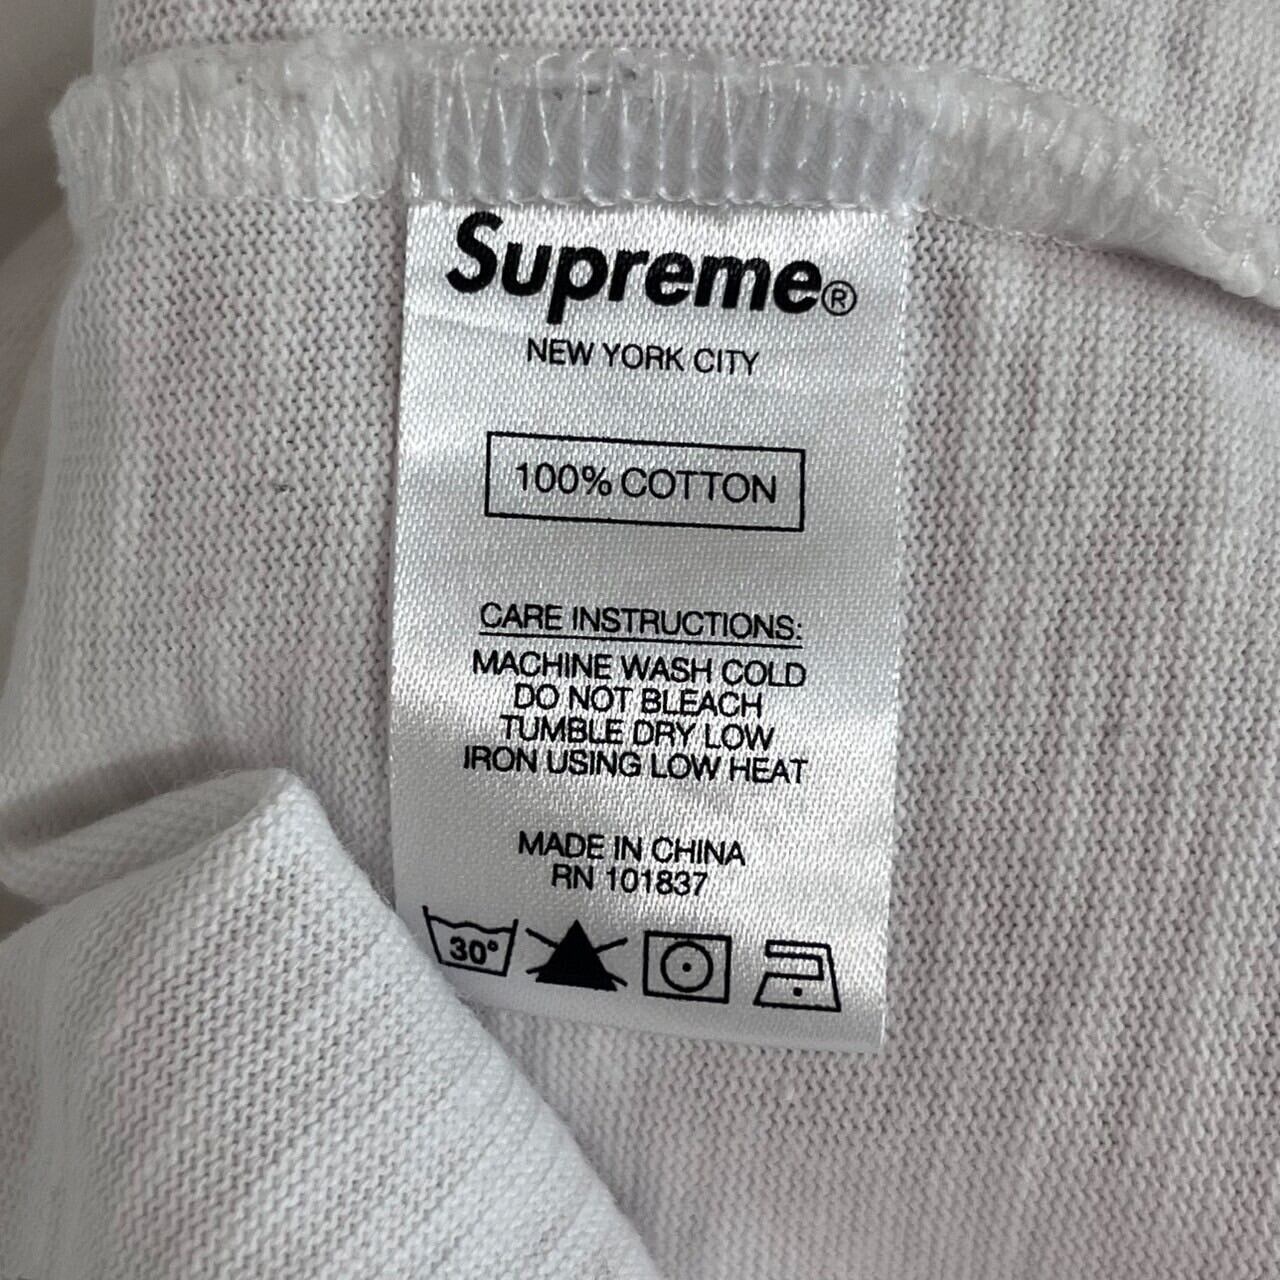 Supreme®
NEW YORK CITY
100% COTTON
CARE INSTRUCTIONS:
MACHINE WASH COLD
DO NOT BLEACH
TUMBLE DRY LOW
IRON USING LOW HEAT
MADE IN CHINA
RN 101837
30°